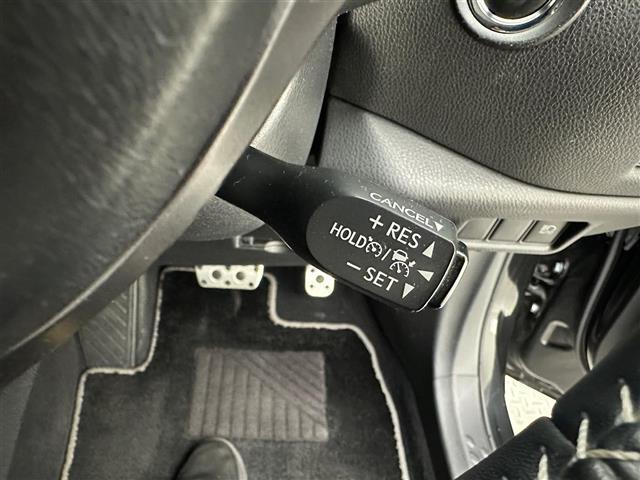 CANCEL
+ RES
HOLD /
− SET